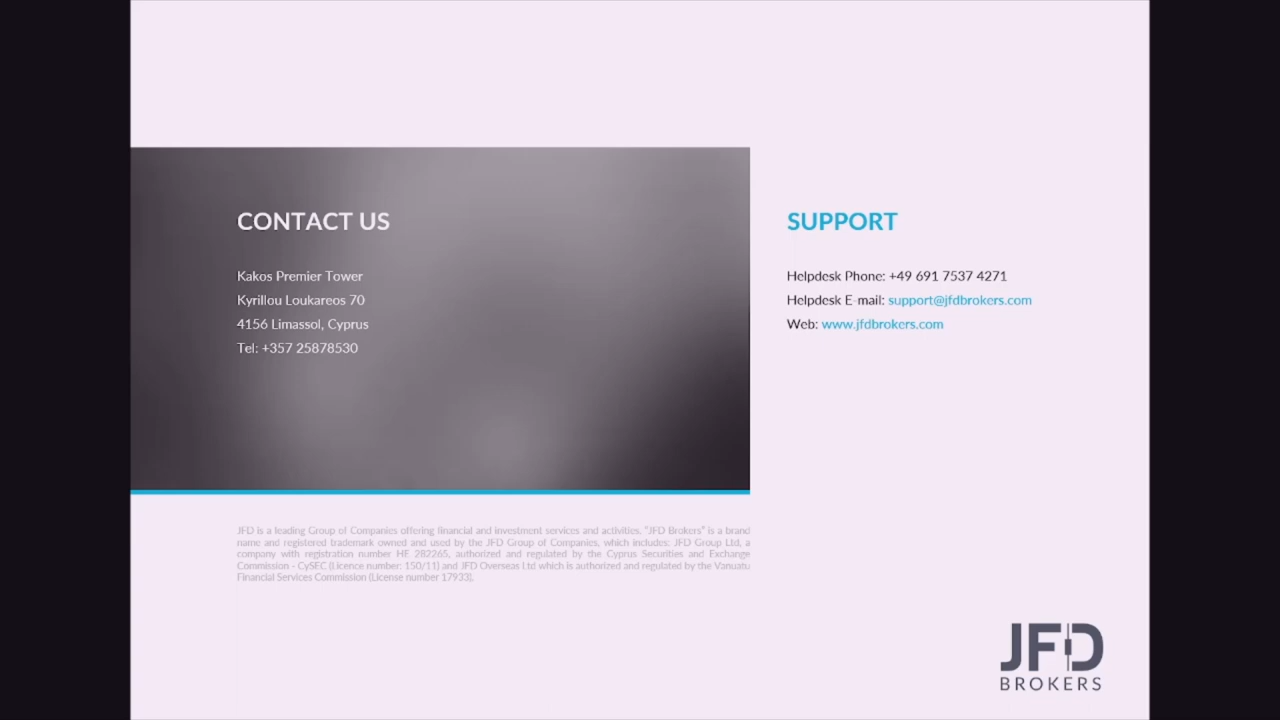 CONTACT US
Kakos Premier Tower
Kyrillou Loukareos 70
4156 Limassol, Cyprus
Tel: +357 25878530
SUPPORT
Helpdesk Phone: +49 691 7537 4271
Helpdesk E-mail: support@jfdbrokers.com
Web: www.jfdbrokers.com
JFD is a leading Group of Companies offering financial and investment services and activities. "JFD Brokers" is a brand
name and registered trademark owned and used by the JFD Group of Companies, which includes: JFD Group Ltd, a
company with registration number HE 282265, authorized and regulated by the Cyprus Securities and Exchange
Commission - CySEC (Licence number: 150/11) and JFD Overseas Ltd which is authorized and regulated by the Vanuatu
Financial Services Commission (License number 17933).
JFD
BROKERS